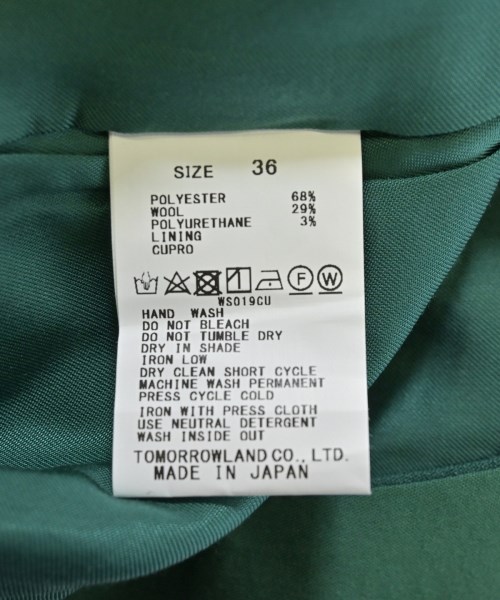 SIZE 36
POLYESTER 68%
WOOL 29%
POLYURETHANE 3%
LINING
CUPRO
F W
WS019CU
HAND WASH
DO NOT BLEACH
DO NOT TUMBLE DRY
DRY IN SHADE
IRON LOW
DRY CLEAN SHORT CYCLE
MACHINE WASH PERMANENT
PRESS CYCLE COLD
IRON WITH PRESS CLOTH
USE NEUTRAL DETERGENT
WASH INSIDE OUT
TOMORROWLAND CO., LTD.
MADE IN JAPAN